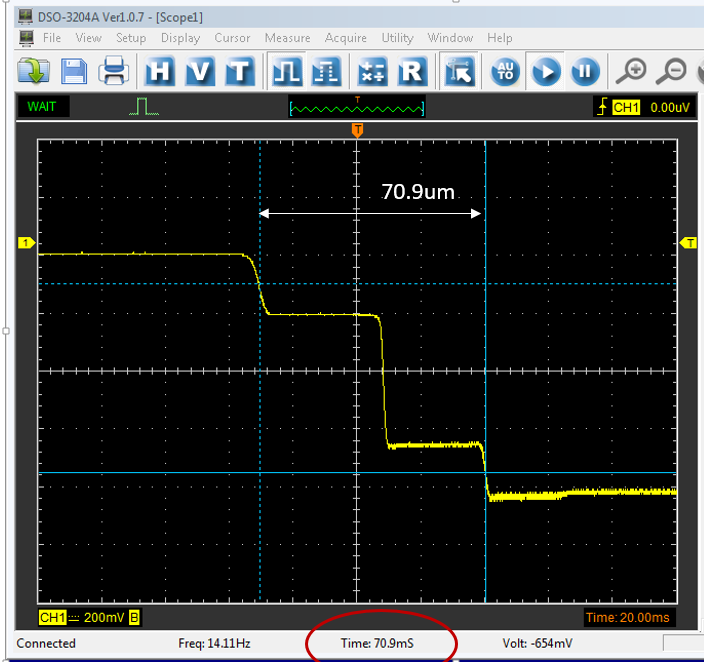 DSO-3204A Ver1.0.7 - [Scope1]
File View Setup Display Cursor Measure Acquire Utility Window Help
H V T R AUTO
WAIT T CH1 0.00uV
T
70.9um
1 T
CH1 200mV B Time: 20.00ms
Connected Freq: 14.11Hz Time: 70.9mS Volt: -654mV